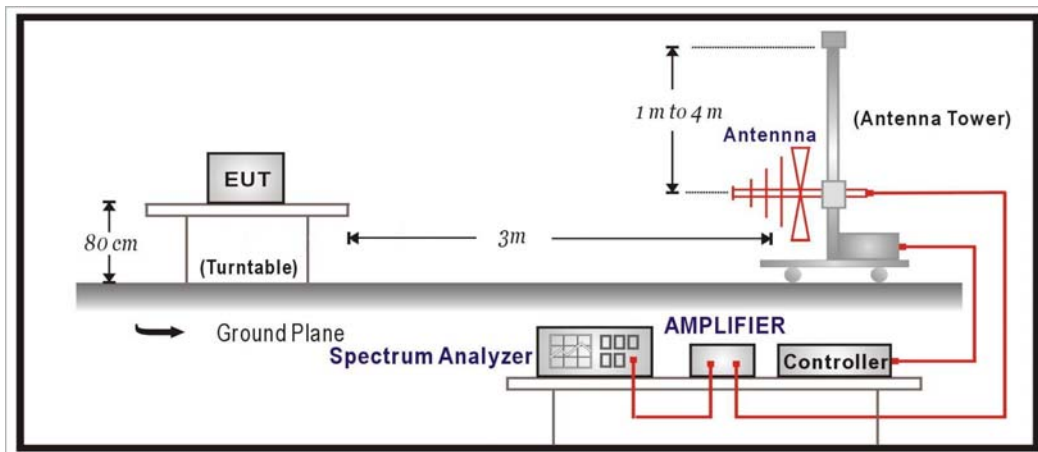 1 m to 4 m
(Antenna Tower)
Antennna
EUT
80 cm
3m
(Turntable)
Ground Plane
AMPLIFIER
Spectrum Analyzer
Controller